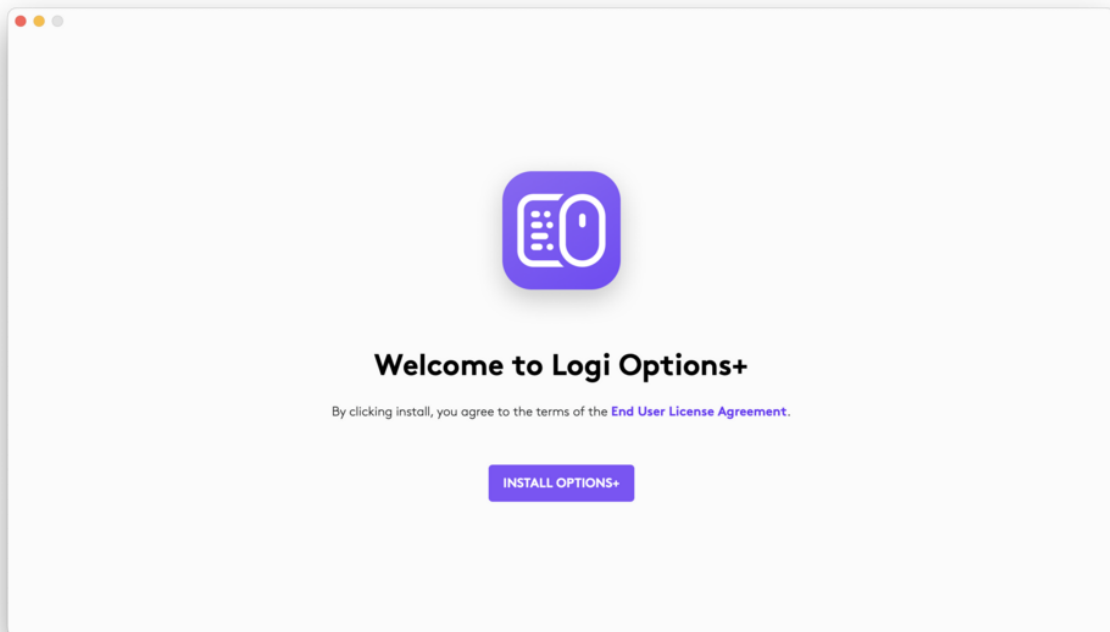 Welcome to Logi Options+
By clicking install, you agree to the terms of the End User License Agreement.
INSTALL OPTIONS+